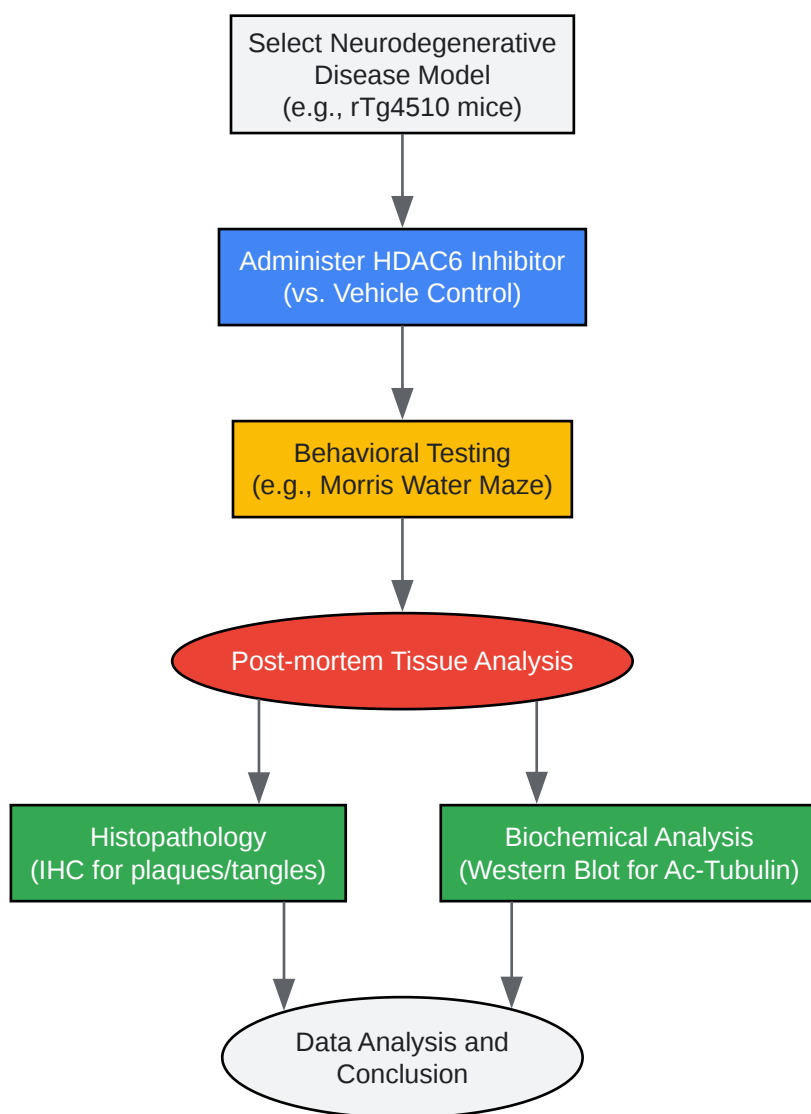 Select Neurodegenerative
Disease Model
(e.g., rTg4510 mice)
Administer HDAC6 Inhibitor
(vs. Vehicle Control)
Behavioral Testing
(e.g., Morris Water Maze)
Post-mortem Tissue Analysis
Histopathology
(IHC for plaques/tangles)
Biochemical Analysis
(Western Blot for Ac-Tubulin)
Data Analysis and
Conclusion